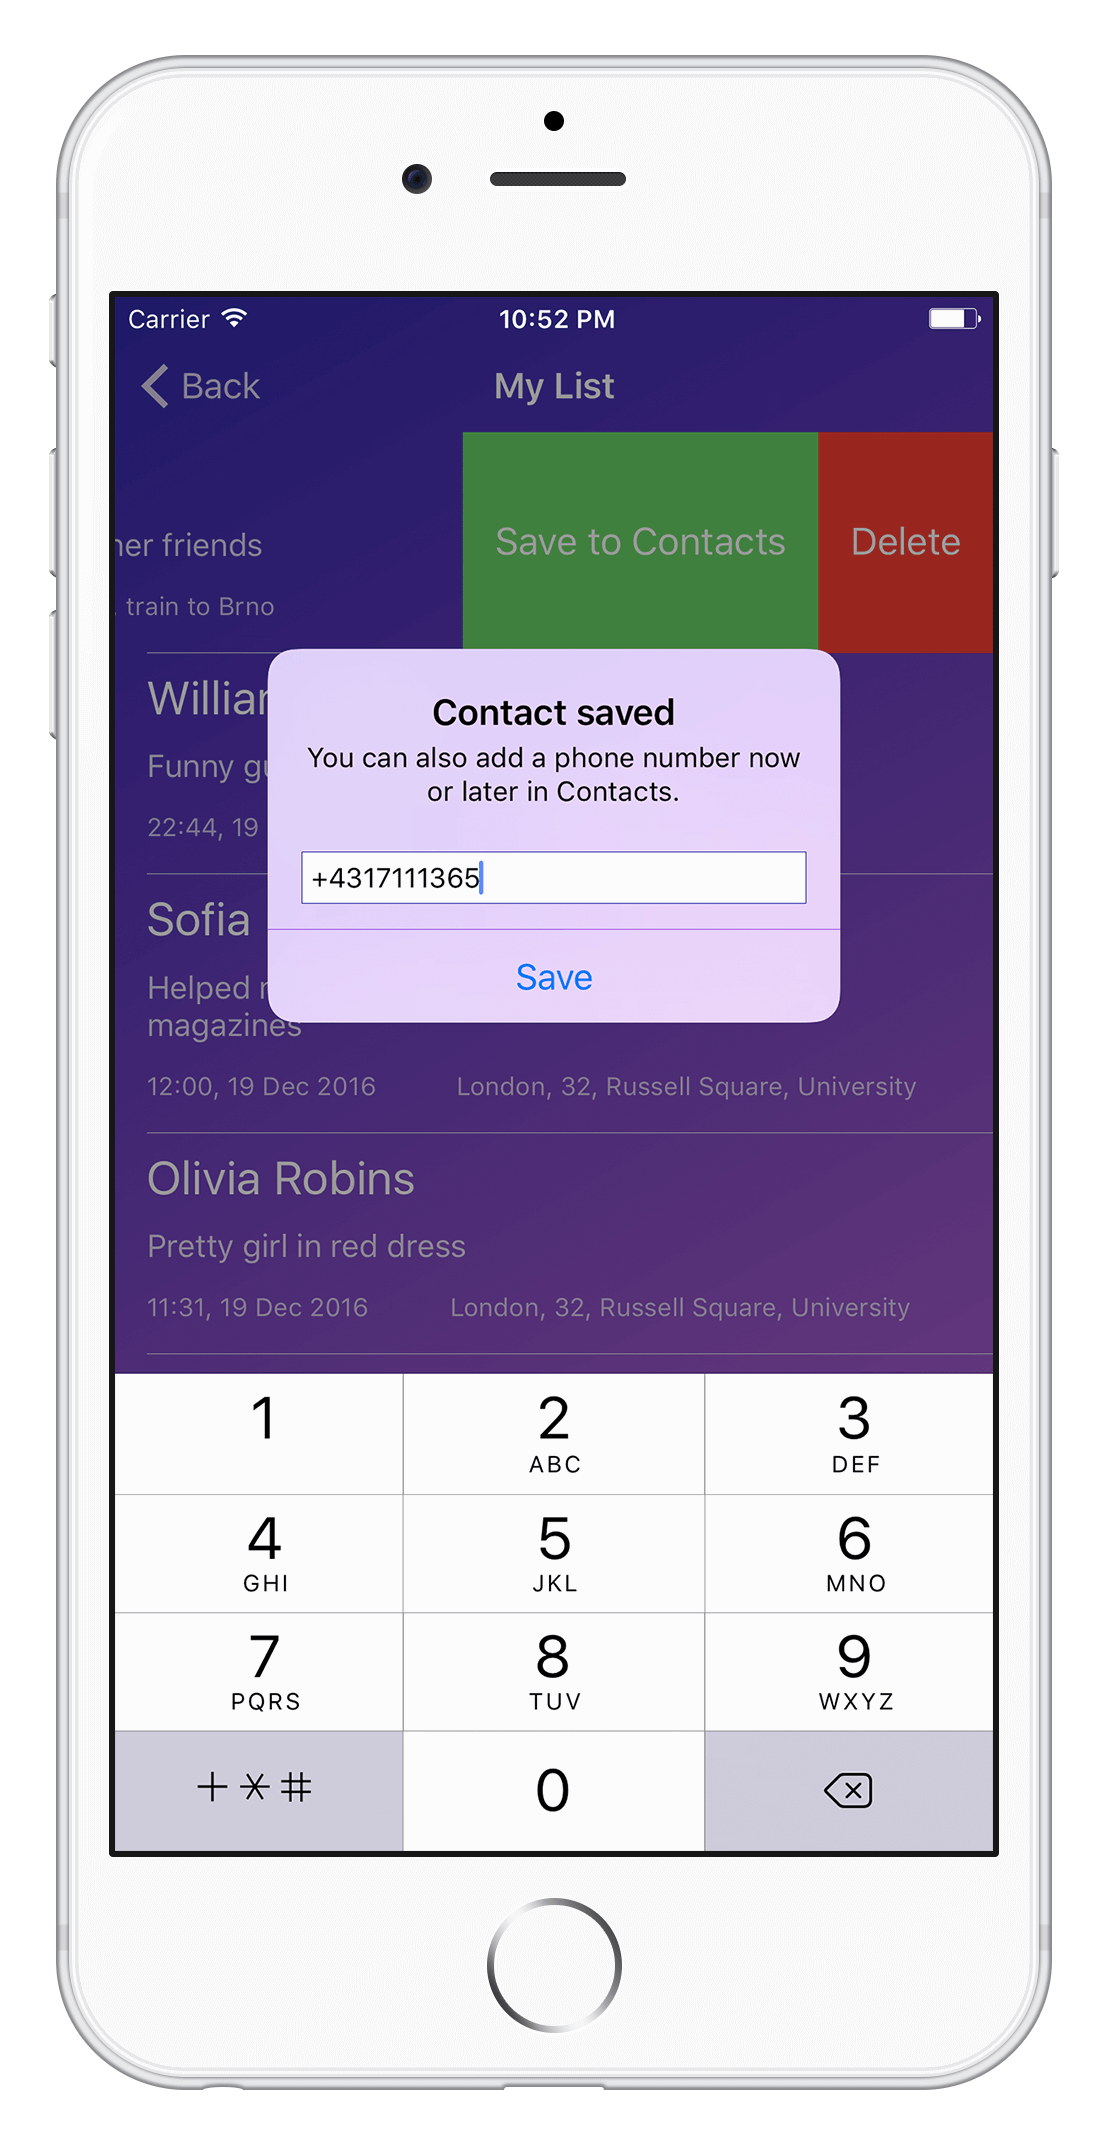 Carrier 10:52 PM
Back My List
her friends
Save to Contacts Delete
train to Brno
Contact saved
You can also add a phone number now
or later in Contacts.
+4317111365
Save
Funny
22:44, 19
Sofia
Helped
magazines
12:00, 19 Dec 2016 London, 32, Russell Square, University
Olivia Robins
Pretty girl in red dress
11:31, 19 Dec 2016 London, 32, Russell Square, University
1 2 3
ABC DEF
4 5 6
GHI JKL MNO
7 8 9
PQRS TUV WXYZ
+ * # 0